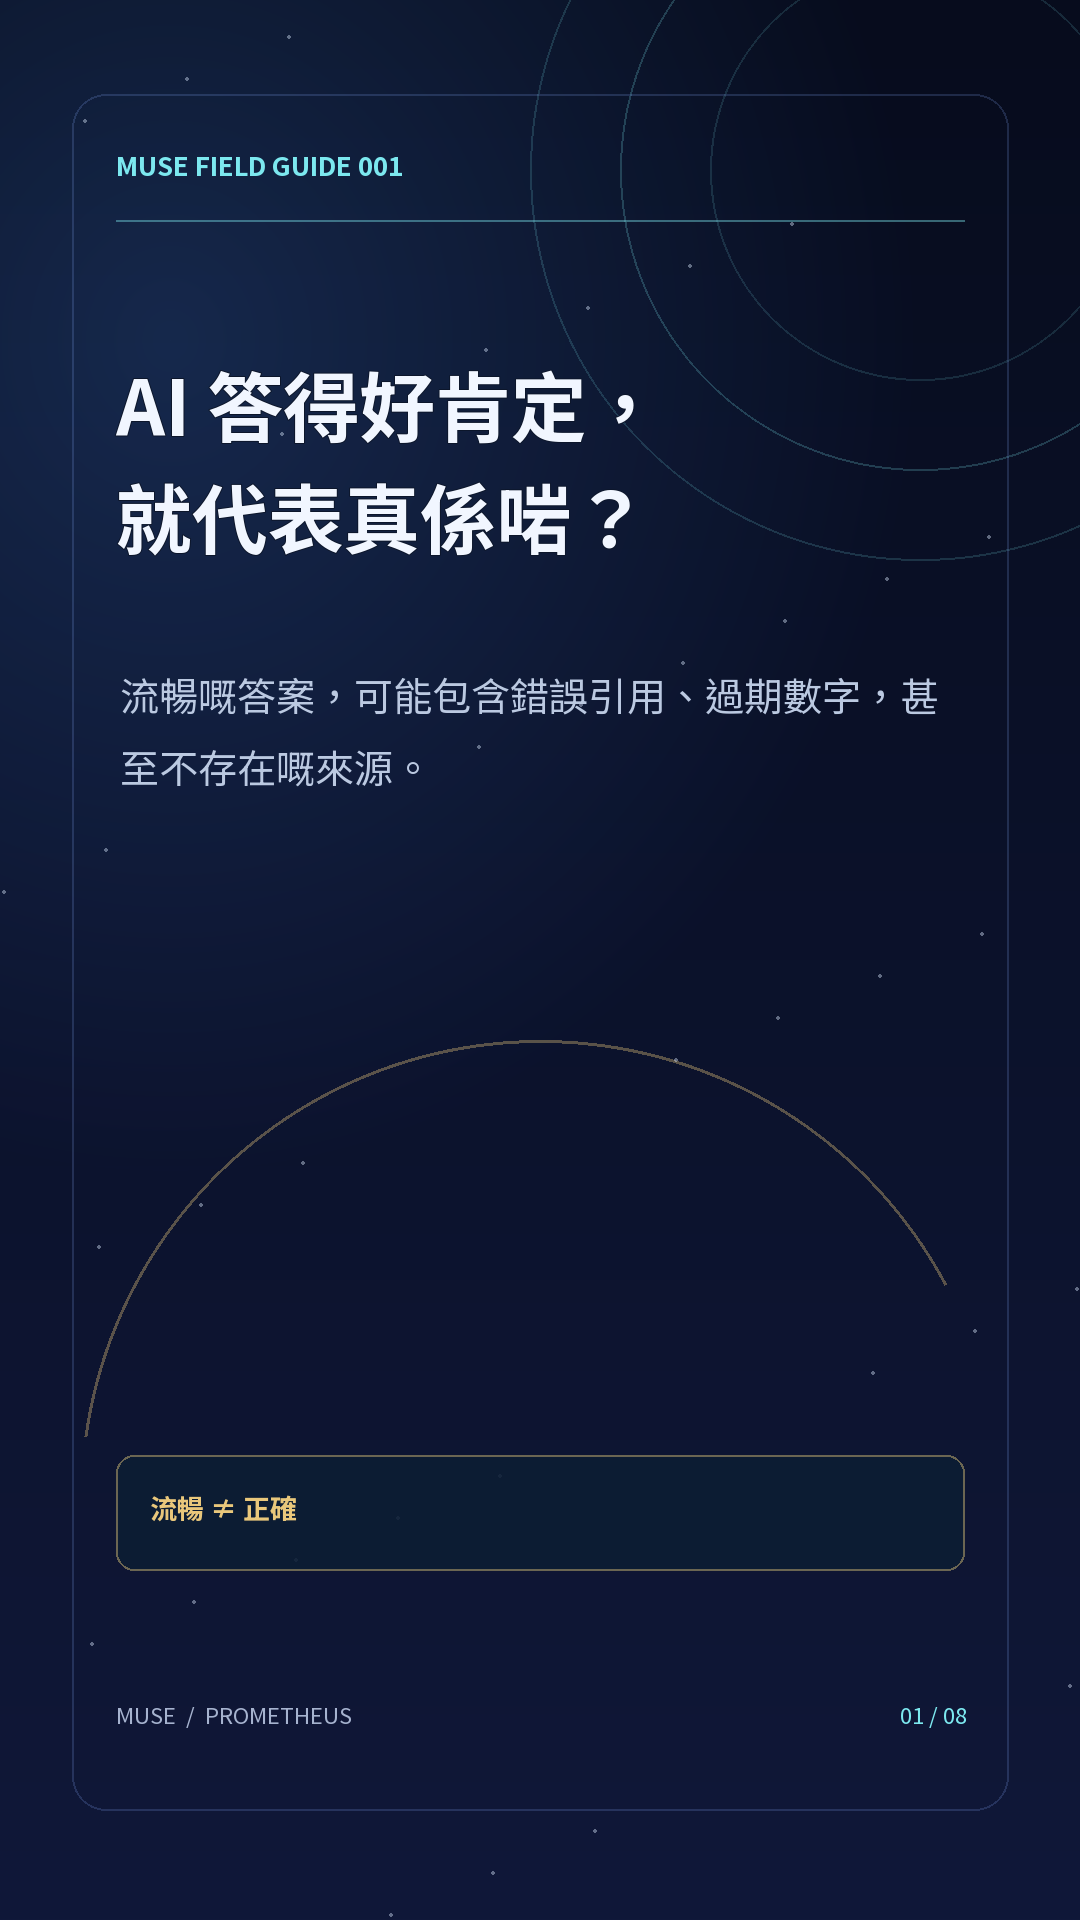 MUSE FIELD GUIDE 001
AI 答得好肯定，
就代表真係啱？
流暢嘅答案，可能包含錯誤引用、過期數字，甚
至不存在嘅來源。
流暢 ≠ 正確
MUSE / PROMETHEUS
01 / 08